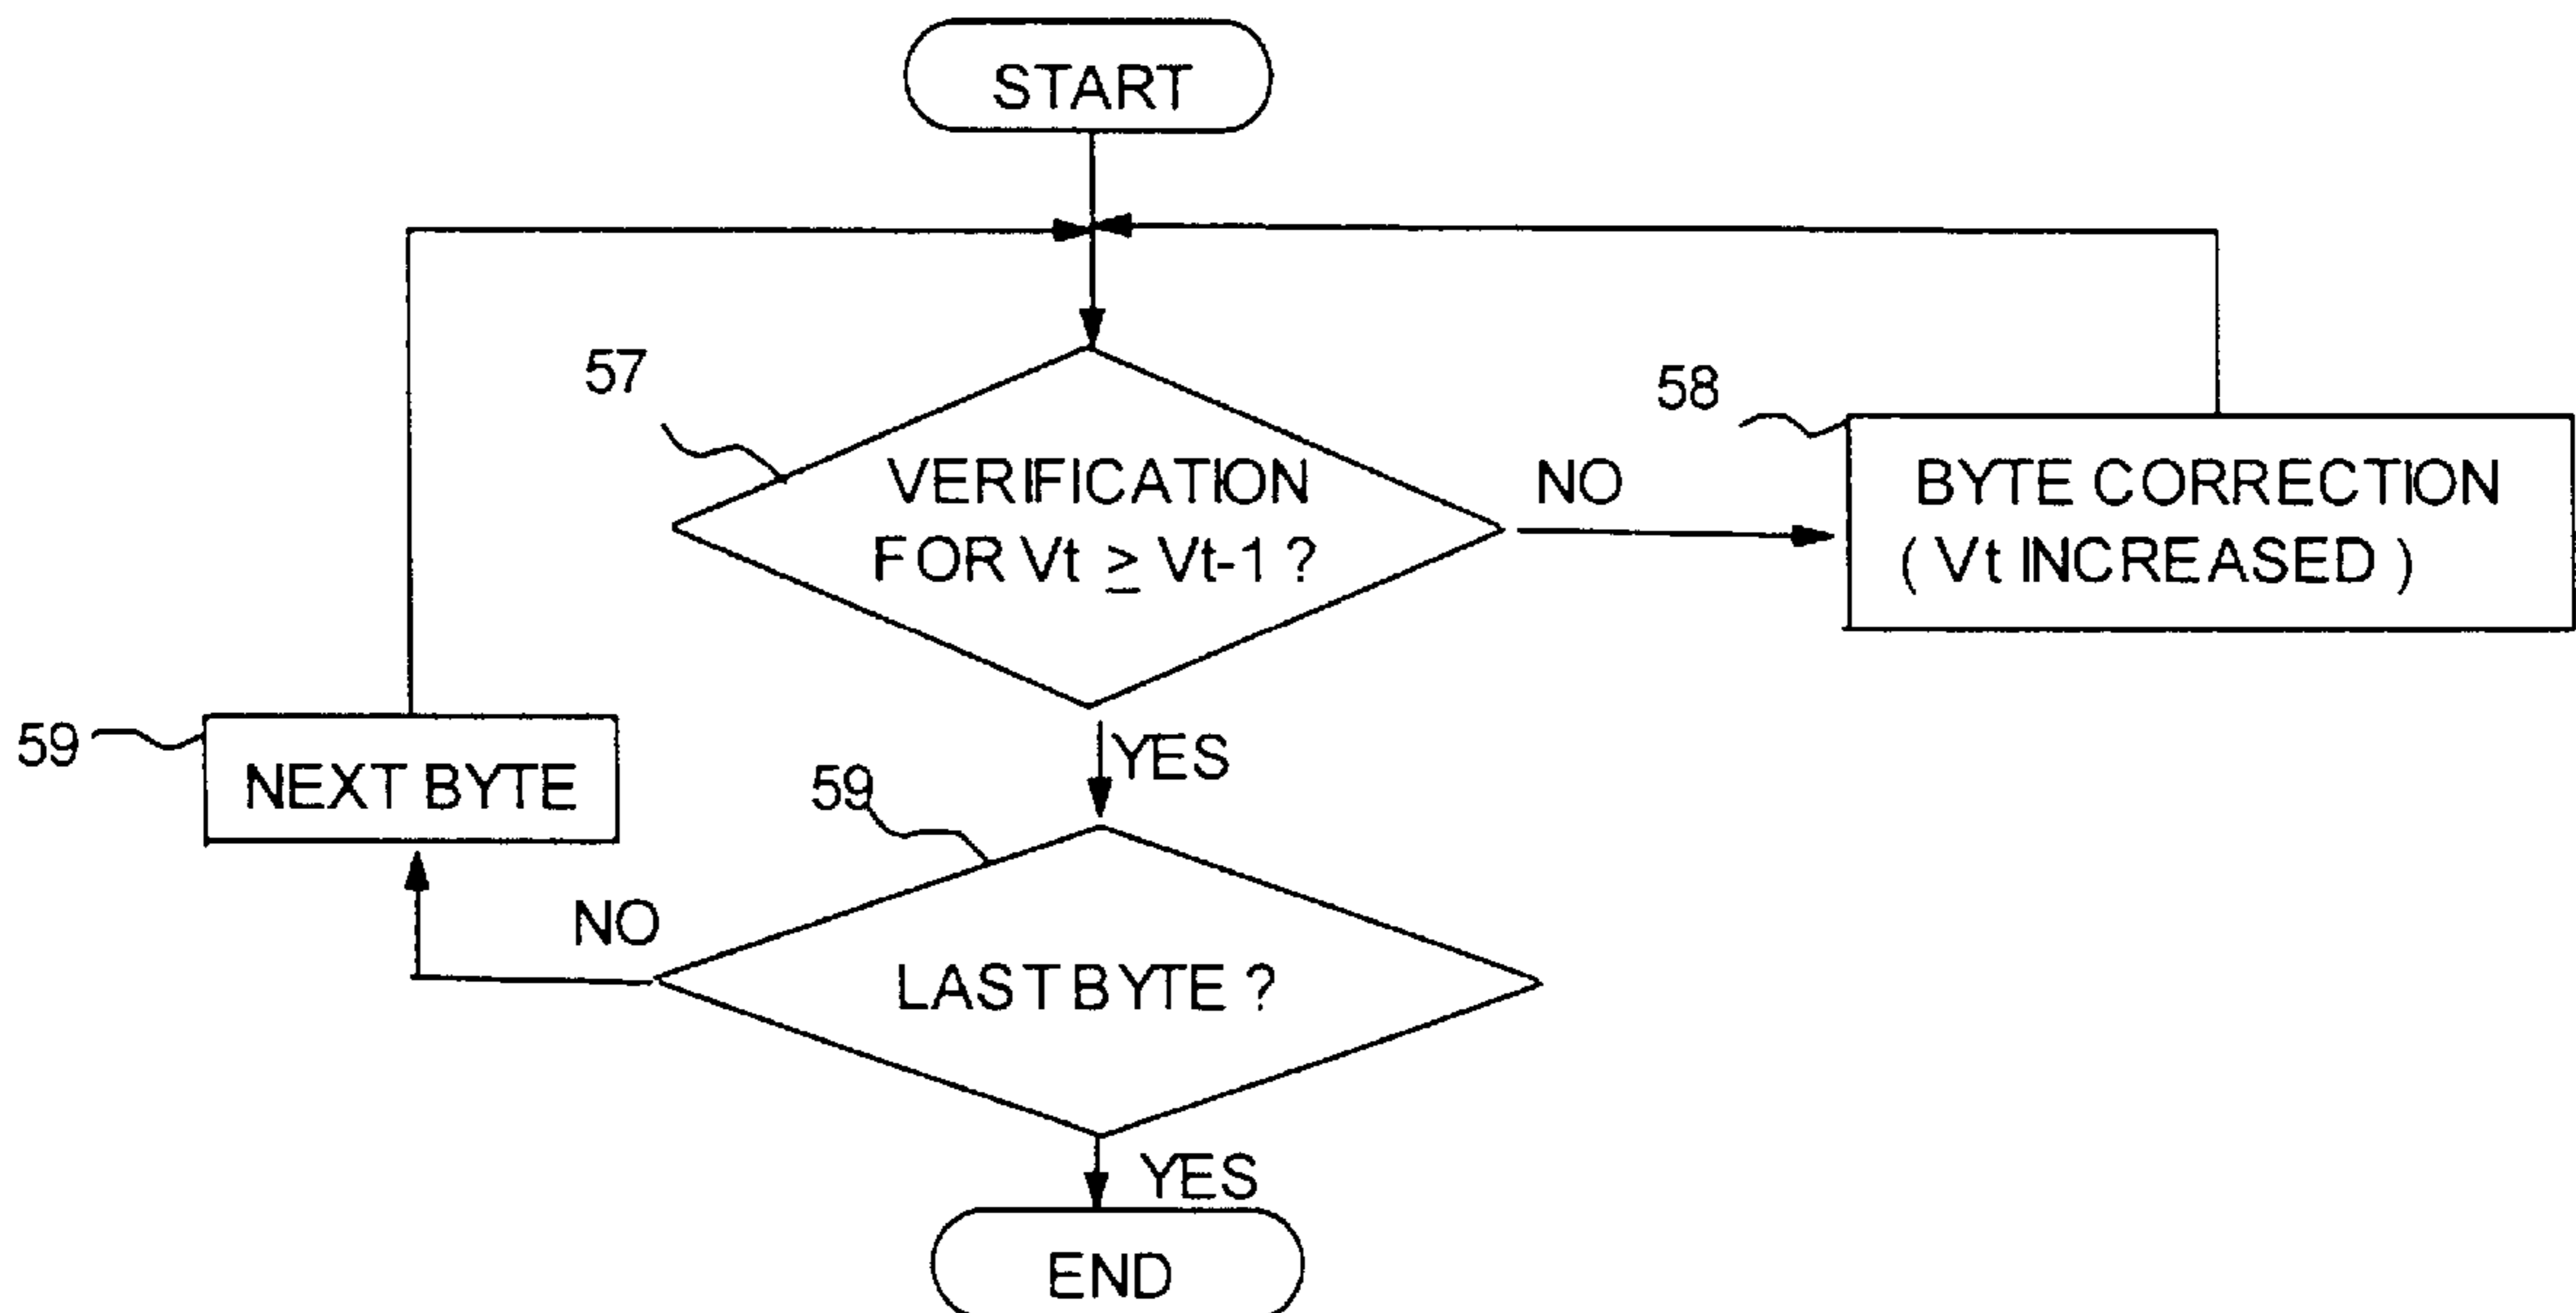 START
57
58
VERIFICATION
FOR Vt ≥ Vt-1 ?
NO
BYTE CORRECTION
( Vt INCREASED )
59
NEXT BYTE
YES
59
NO
LAST BYTE ?
YES
END